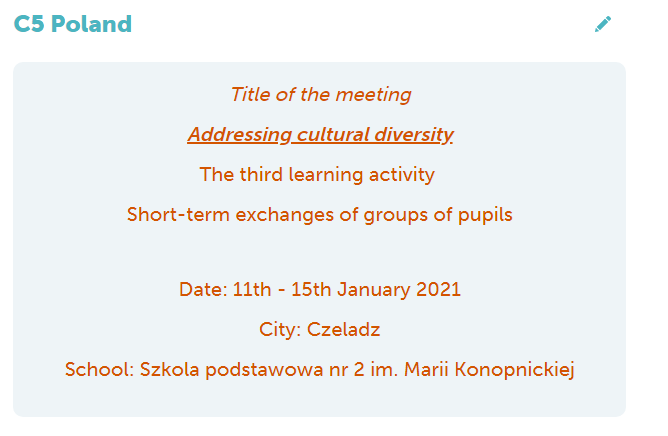 C5 Poland
Title of the meeting
Addressing cultural diversity
The third learning activity
Short-term exchanges of groups of pupils
Date: 11th - 15th January 2021
City: Czeladz
School: Szkola podstawowa nr 2 im. Marii Konopnickiej